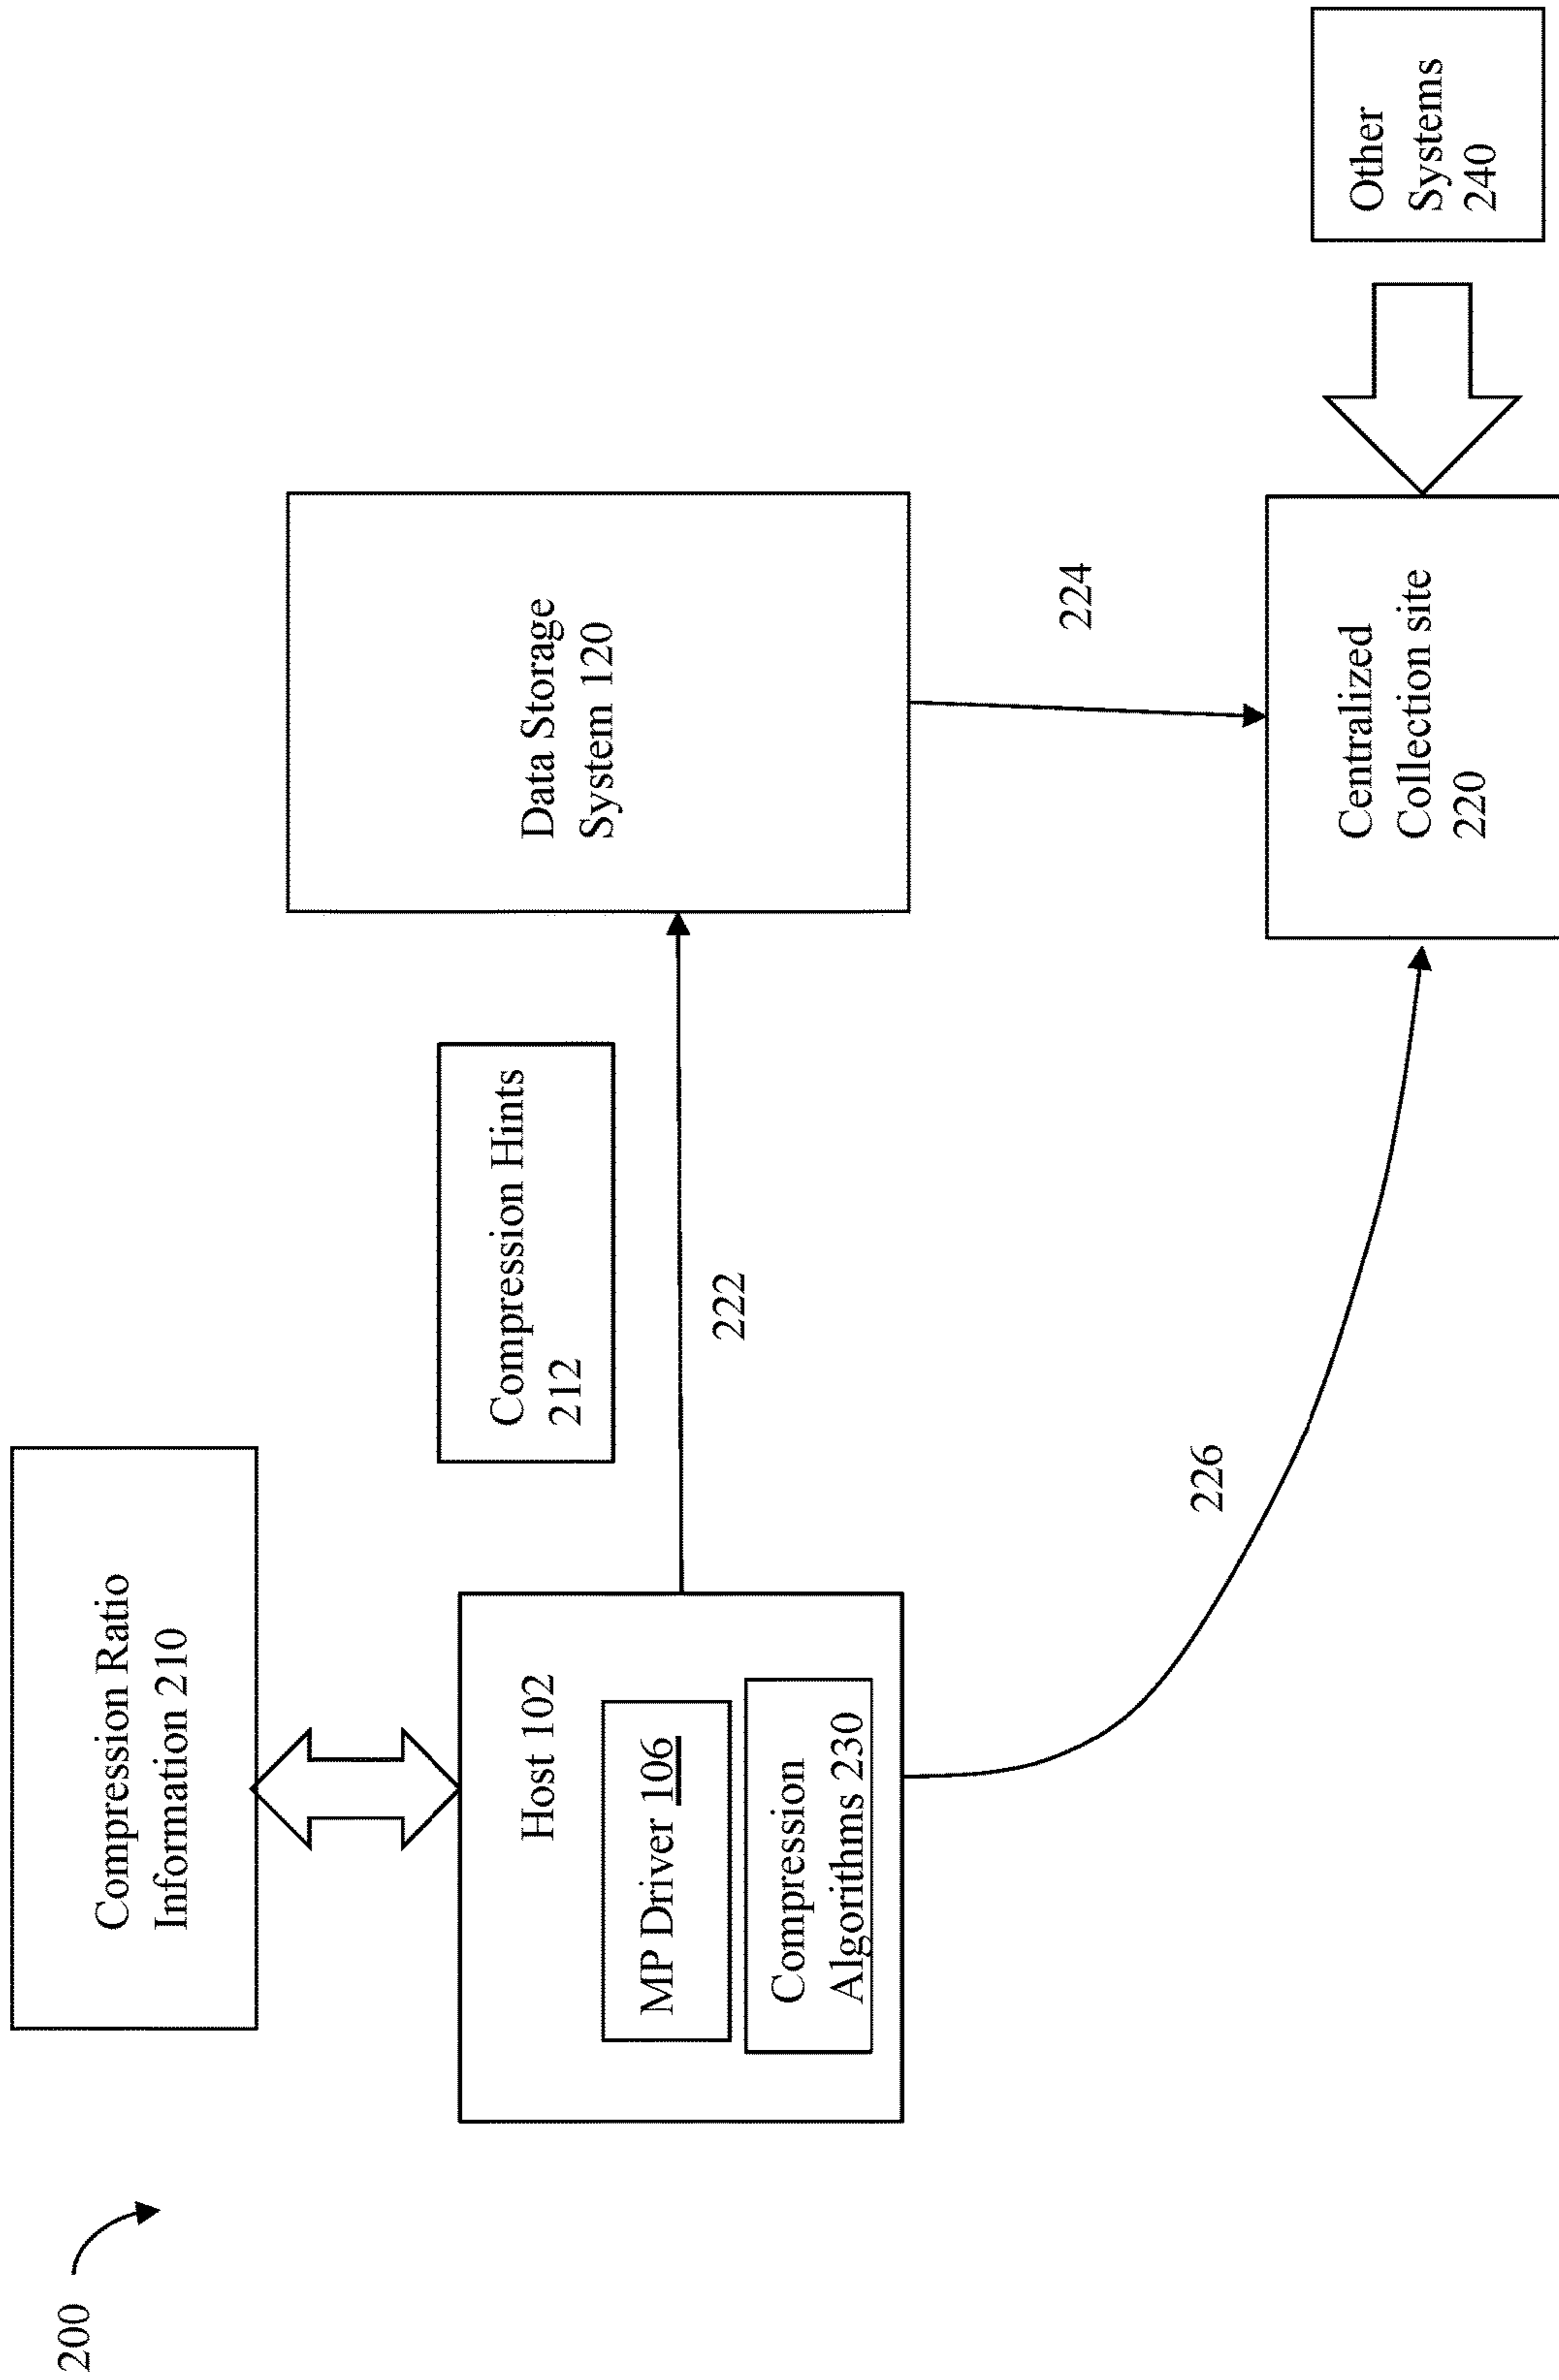 200
Compression Ratio
Information 210
Host 102
MP Driver 106
Compression
Algorithms 230
Compression Hints
212
222
Data Storage
System 120
224
226
Centralized
Collection site
220
Other
Systems
240